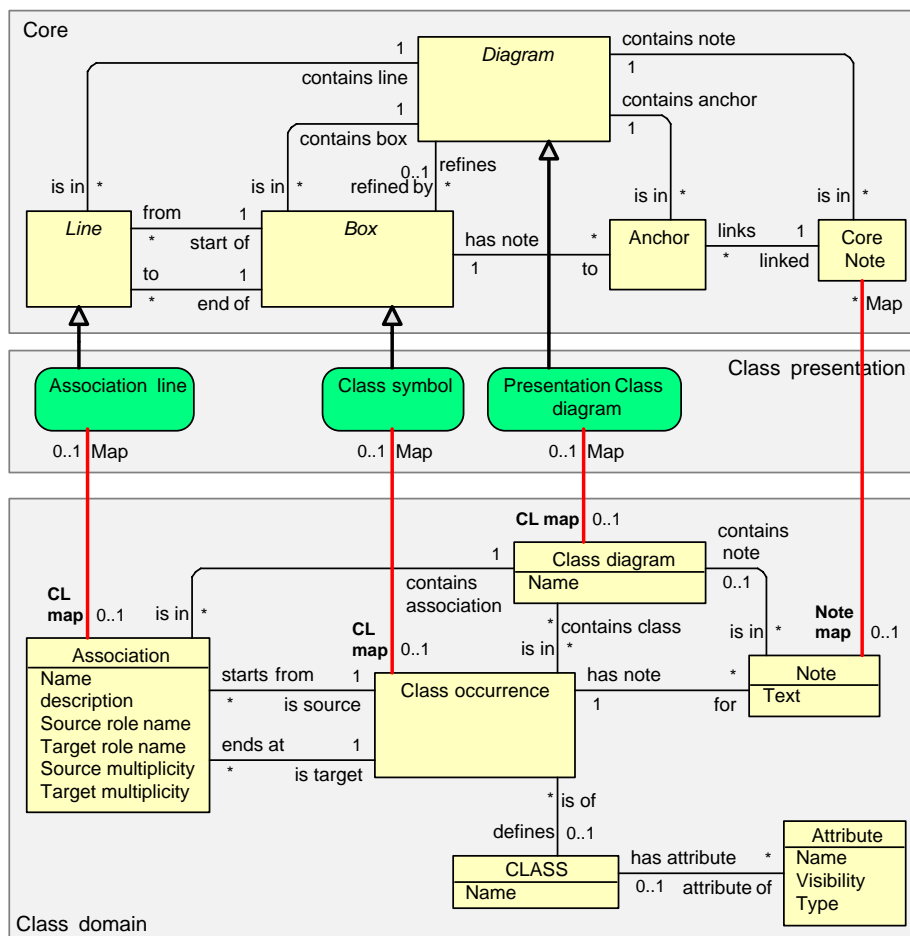 Core
1
Diagram
contains note
1
contains line
1
contains anchor
1
contains box
0..1
refines
is in *
is in *
refined by *
is in *
is in *
Line
from
1
*
start of
to
1
*
end of
Box
has note
*
1
to
Anchor
links
1
*
linked
Core
Note
* Map
Class presentation
Association line
Class symbol
Presentation Class
diagram
0..1 Map
0..1 Map
0..1 Map
CL map 0..1
contains
note
1
Class diagram
Name
0..1
contains
association
CL
map 0..1
is in *
CL
map 0..1
* contains class
is in *
is in *
Note
map 0..1
Association
Name
description
Source role name
Target role name
Source multiplicity
Target multiplicity
starts from
1
*
is source
ends at
1
*
is target
Class occurrence
has note
*
1
for
Note
Text
* is of
defines 0..1
CLASS
Name
has attribute *
0..1 attribute of
Attribute
Name
Visibility
Type
Class domain